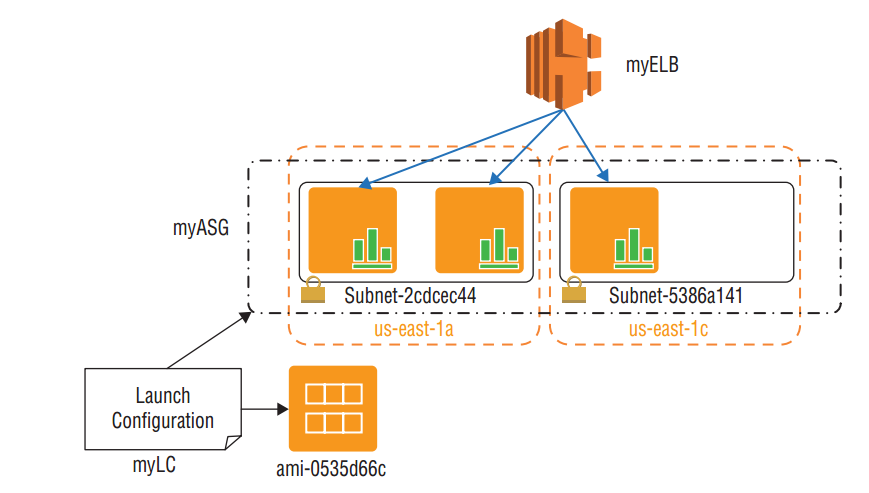 myELB
myASG
Subnet-2cdcec44
Subnet-5386a141
us-east-1a
us-east-1c
Launch
Configuration
myLC
ami-0535d66c